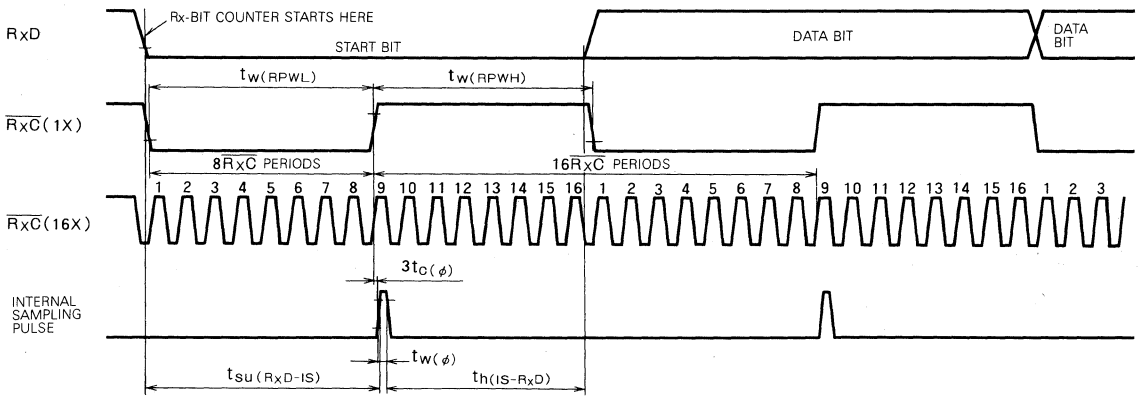 Rx-BIT COUNTER STARTS HERE
RxD
START BIT
DATA BIT
DATA BIT
tw(RPWL)
tw(RPWH)
RxC(1X)
8RxC PERIODS
16RxC PERIODS
1 2 3 4 5 6 7 8 9 10 11 12 13 14 15 16 1 2 3 4 5 6 7 8 9 10 11 12 13 14 15 16 1 2 3
RxC(16X)
3tc(φ)
INTERNAL
SAMPLING
PULSE
tw(φ)
tsu(RxD-IS)
th(IS-RxD)